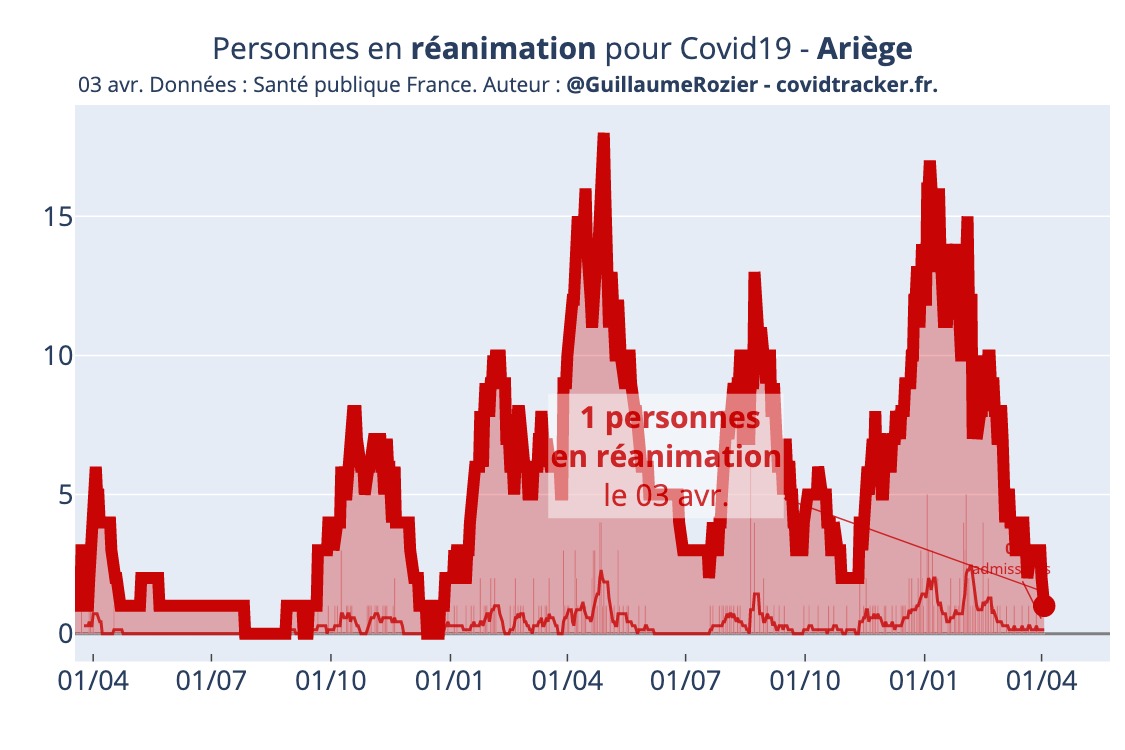 Personnes en réanimation pour Covid19 - Ariège
03 avr. Données : Santé publique France. Auteur : @GuillaumeRozier - covidtracker.fr.
15
10
5
0
1 personnes
en réanimation
le 03 avr.
01/04
01/07
01/10
01/01
01/04
01/07
01/10
01/01
01/04